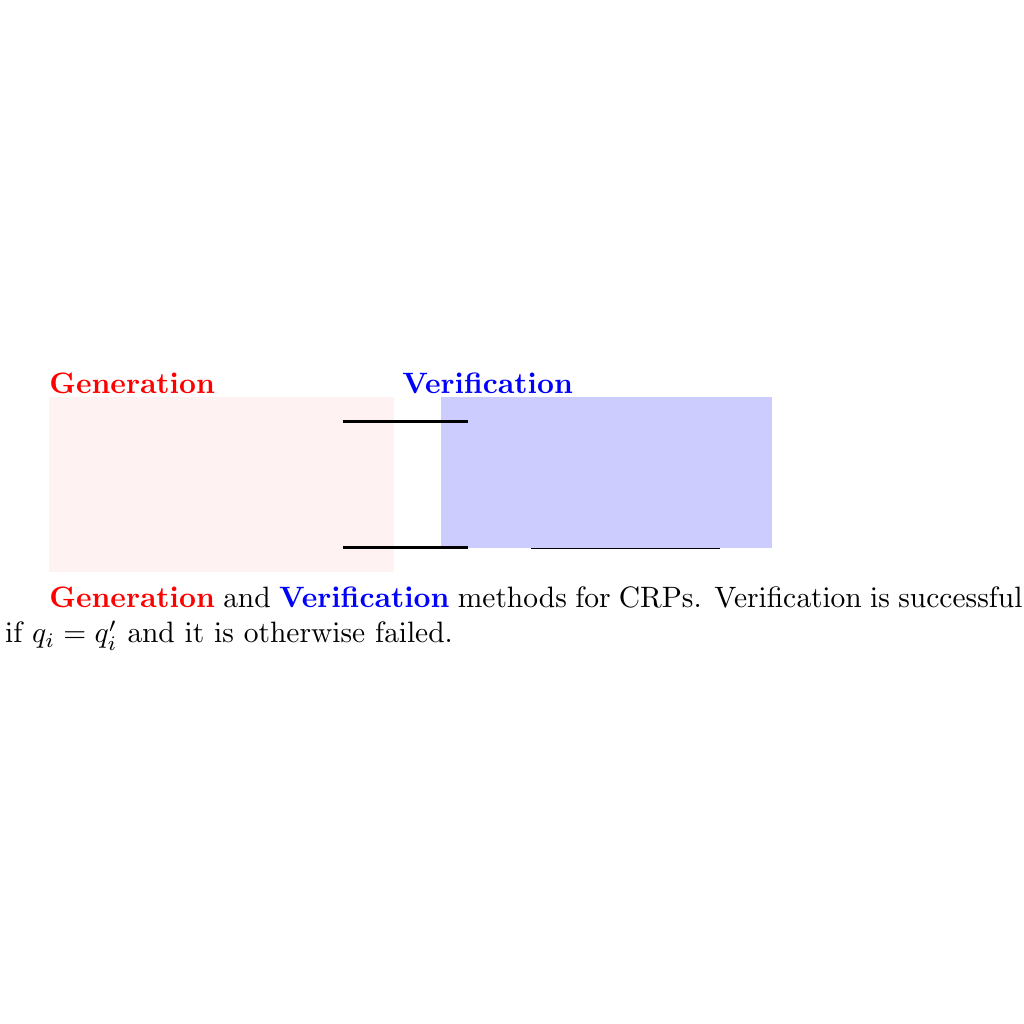 Generation Verification
Generation and Verification methods for CRPs. Verification is successful
if $q_i = q_i'$ and it is otherwise failed.